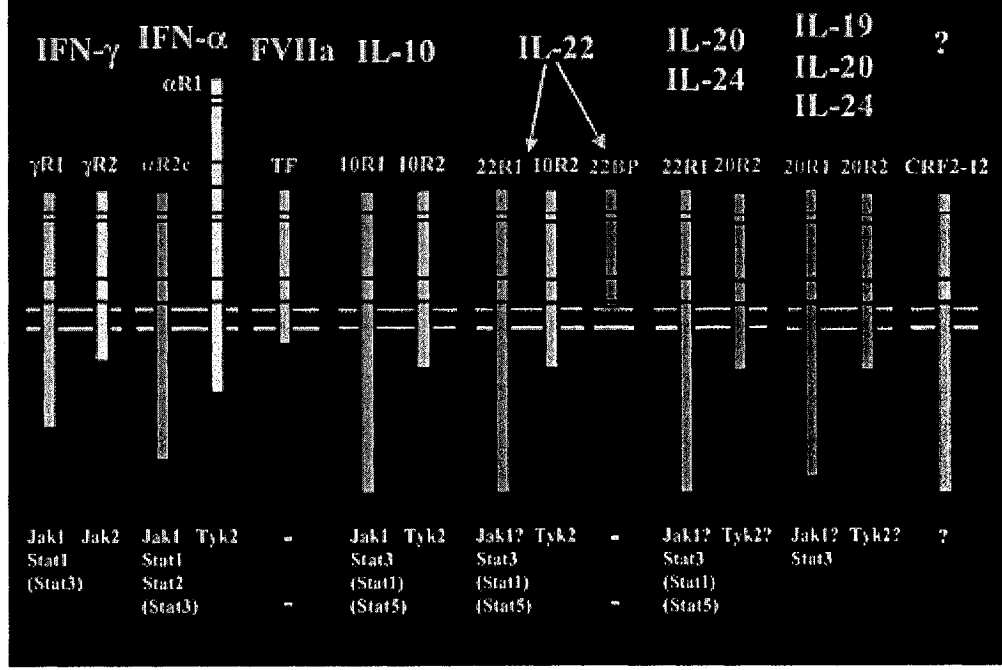 IFN-γ IFN-α FVIIa IL-10 IL-22 IL-20 IL-19 ?
IL-24 IL-20
IL-24
αR1
γR1 γR2 αR2c TF 10R1 10R2 22R1 10R2 22BP 22R1 20R2 20R1 20R2 CRF2-12
Jak1 Jak2 Jak1 Tyk2 - Jak1 Tyk2 Jak1? Tyk2 - Jak1? Tyk2? Jak1? Tyk2? ?
Stat1 Stat1 Stat3 Stat3 Stat3 Stat3
(Stat3) Stat2 (Stat1) (Stat1) (Stat1)
(Stat3) - (Stat5) (Stat5) - (Stat5)